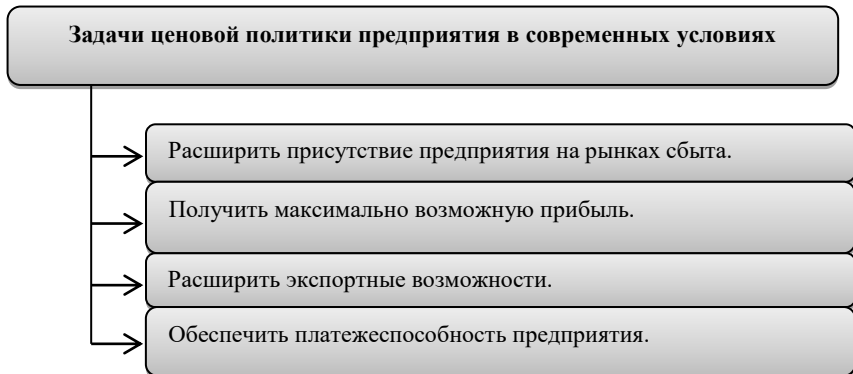 Задачи ценовой политики предприятия в современных условиях
Расширить присутствие предприятия на рынках сбыта.
Получить максимально возможную прибыль.
Расширить экспортные возможности.
Обеспечить платежеспособность предприятия.